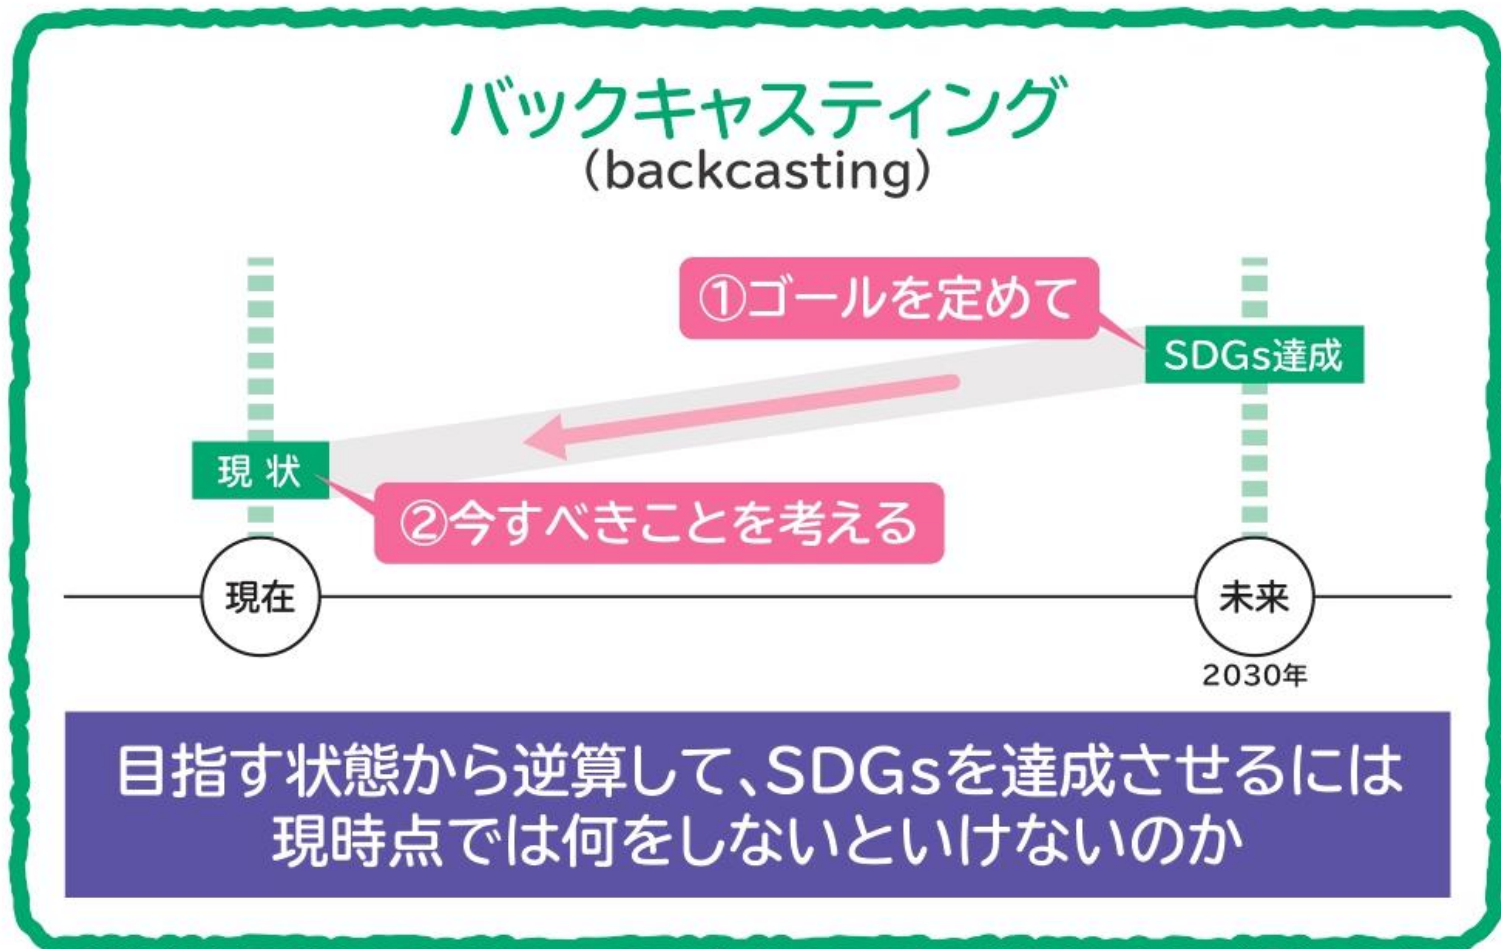 バックキャスティング
(backcasting)
①ゴールを定めて
SDGs達成
現 状
②今すべきことを考える
現在
未来
2030年
目指す状態から逆算して、SDGsを達成させるには
現時点では何をしないといけないのか